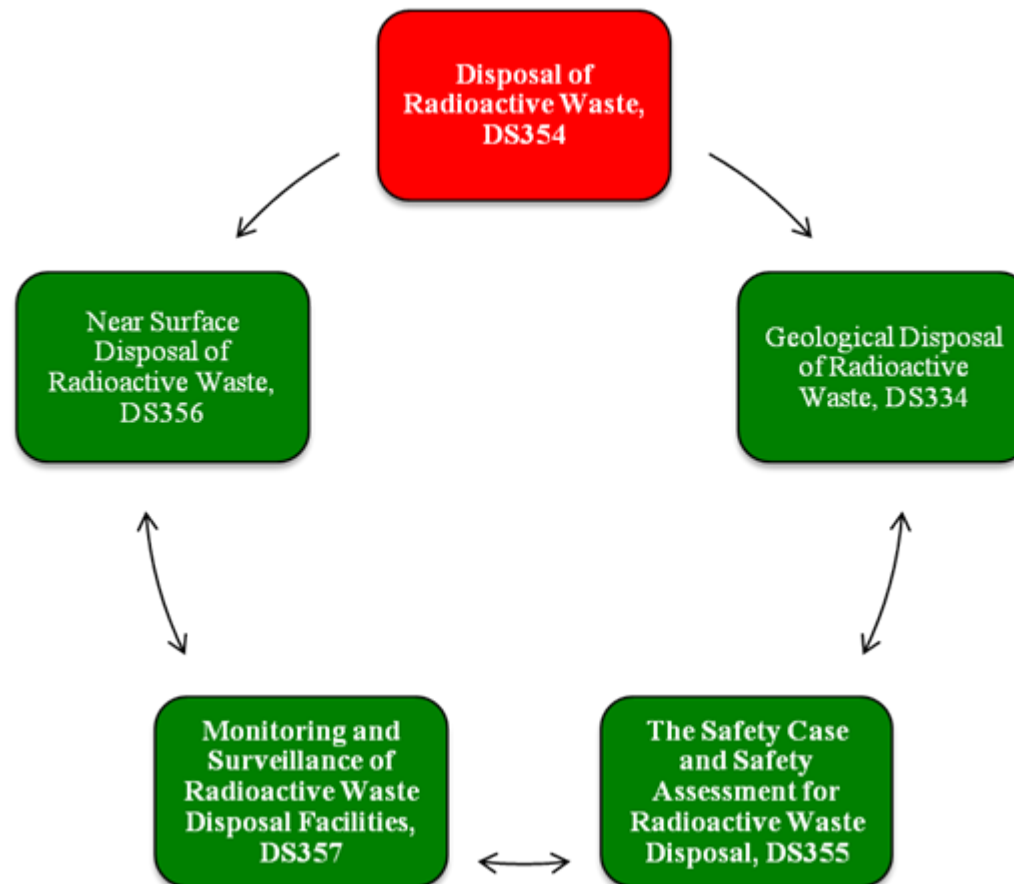 Disposal of
Radioactive Waste,
DS354
Near Surface
Disposal of
Radioactive Waste,
DS356
Geological Disposal
of Radioactive
Waste, DS334
Monitoring and
Surveillance of
Radioactive Waste
Disposal Facilities,
DS357
The Safety Case
and Safety
Assessment for
Radioactive Waste
Disposal, DS355